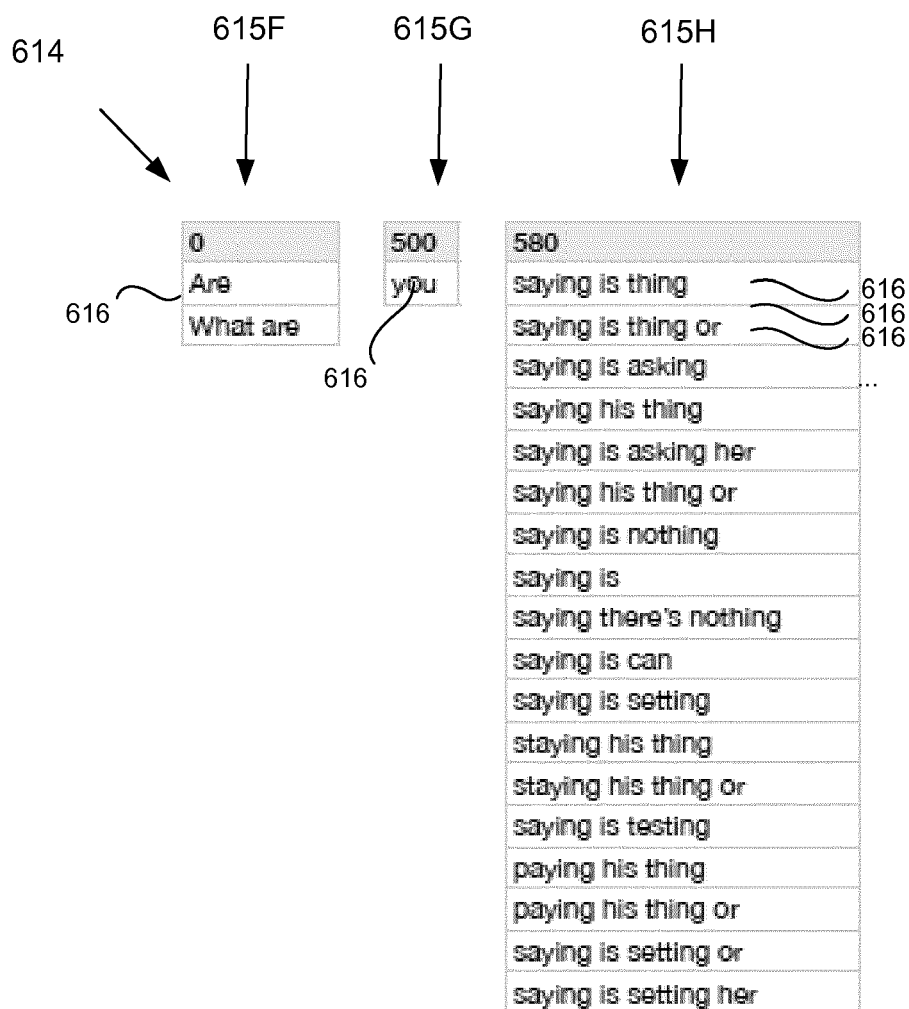 614 615F 615G 615H
0 500 580
Are you saying is thing 616
616 616
What are saying is thing or 616
616
saying is asking ...
saying his thing
saying is asking her
saying his thing or
saying is nothing
saying is
saying there's nothing
saying is can
saying is setting
staying his thing
staying his thing or
saying is testing
paying his thing
paying his thing or
saying is setting or
saying is setting her